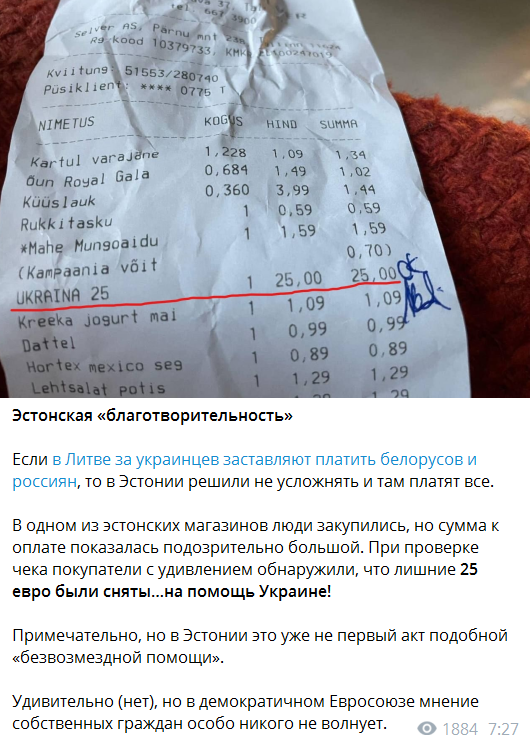 tel. 667 3900
Selver AS, Pärnu mnt 238
Rg kood 10379733, KMK
Kviitung: 51553/280740
Püsiklient: **** 0775 T
NIMETUS KOGUS HIND SUMMA
Kartul varajane 1,228 1,09 1,34
Õun Royal Gala 0,684 1,49 1,02
Küüslauk 0,360 3,99 1,44
Rukkitasku 1 0,59 0,59
*Mahe Mungoaidu 1 1,59 1,59
(Kampaania võit 0,70)
UKRAINA 25 1 25,00 25,00
Kreeka jogurt mai 1 1,09 1,09
Dattel 1 0,99 0,99
Hortex mexico seg 1 0,89 0,89
Lehtsalat potis 1 1,29 1,29
Эстонская «благотворительность»
Если в Литве за украинцев заставляют платить белорусов и
россиян, то в Эстонии решили не усложнять и там платят все.
В одном из эстонских магазинов люди закупились, но сумма к
оплате показалась подозрительно большой. При проверке
чека покупатели с удивлением обнаружили, что лишние 25
евро были сняты...на помощь Украине!
Примечательно, но в Эстонии это уже не первый акт подобной
«безвозмездной помощи».
Удивительно (нет), но в демократичном Евросоюзе мнение
собственных граждан особо никого не волнует.
1884 7:27